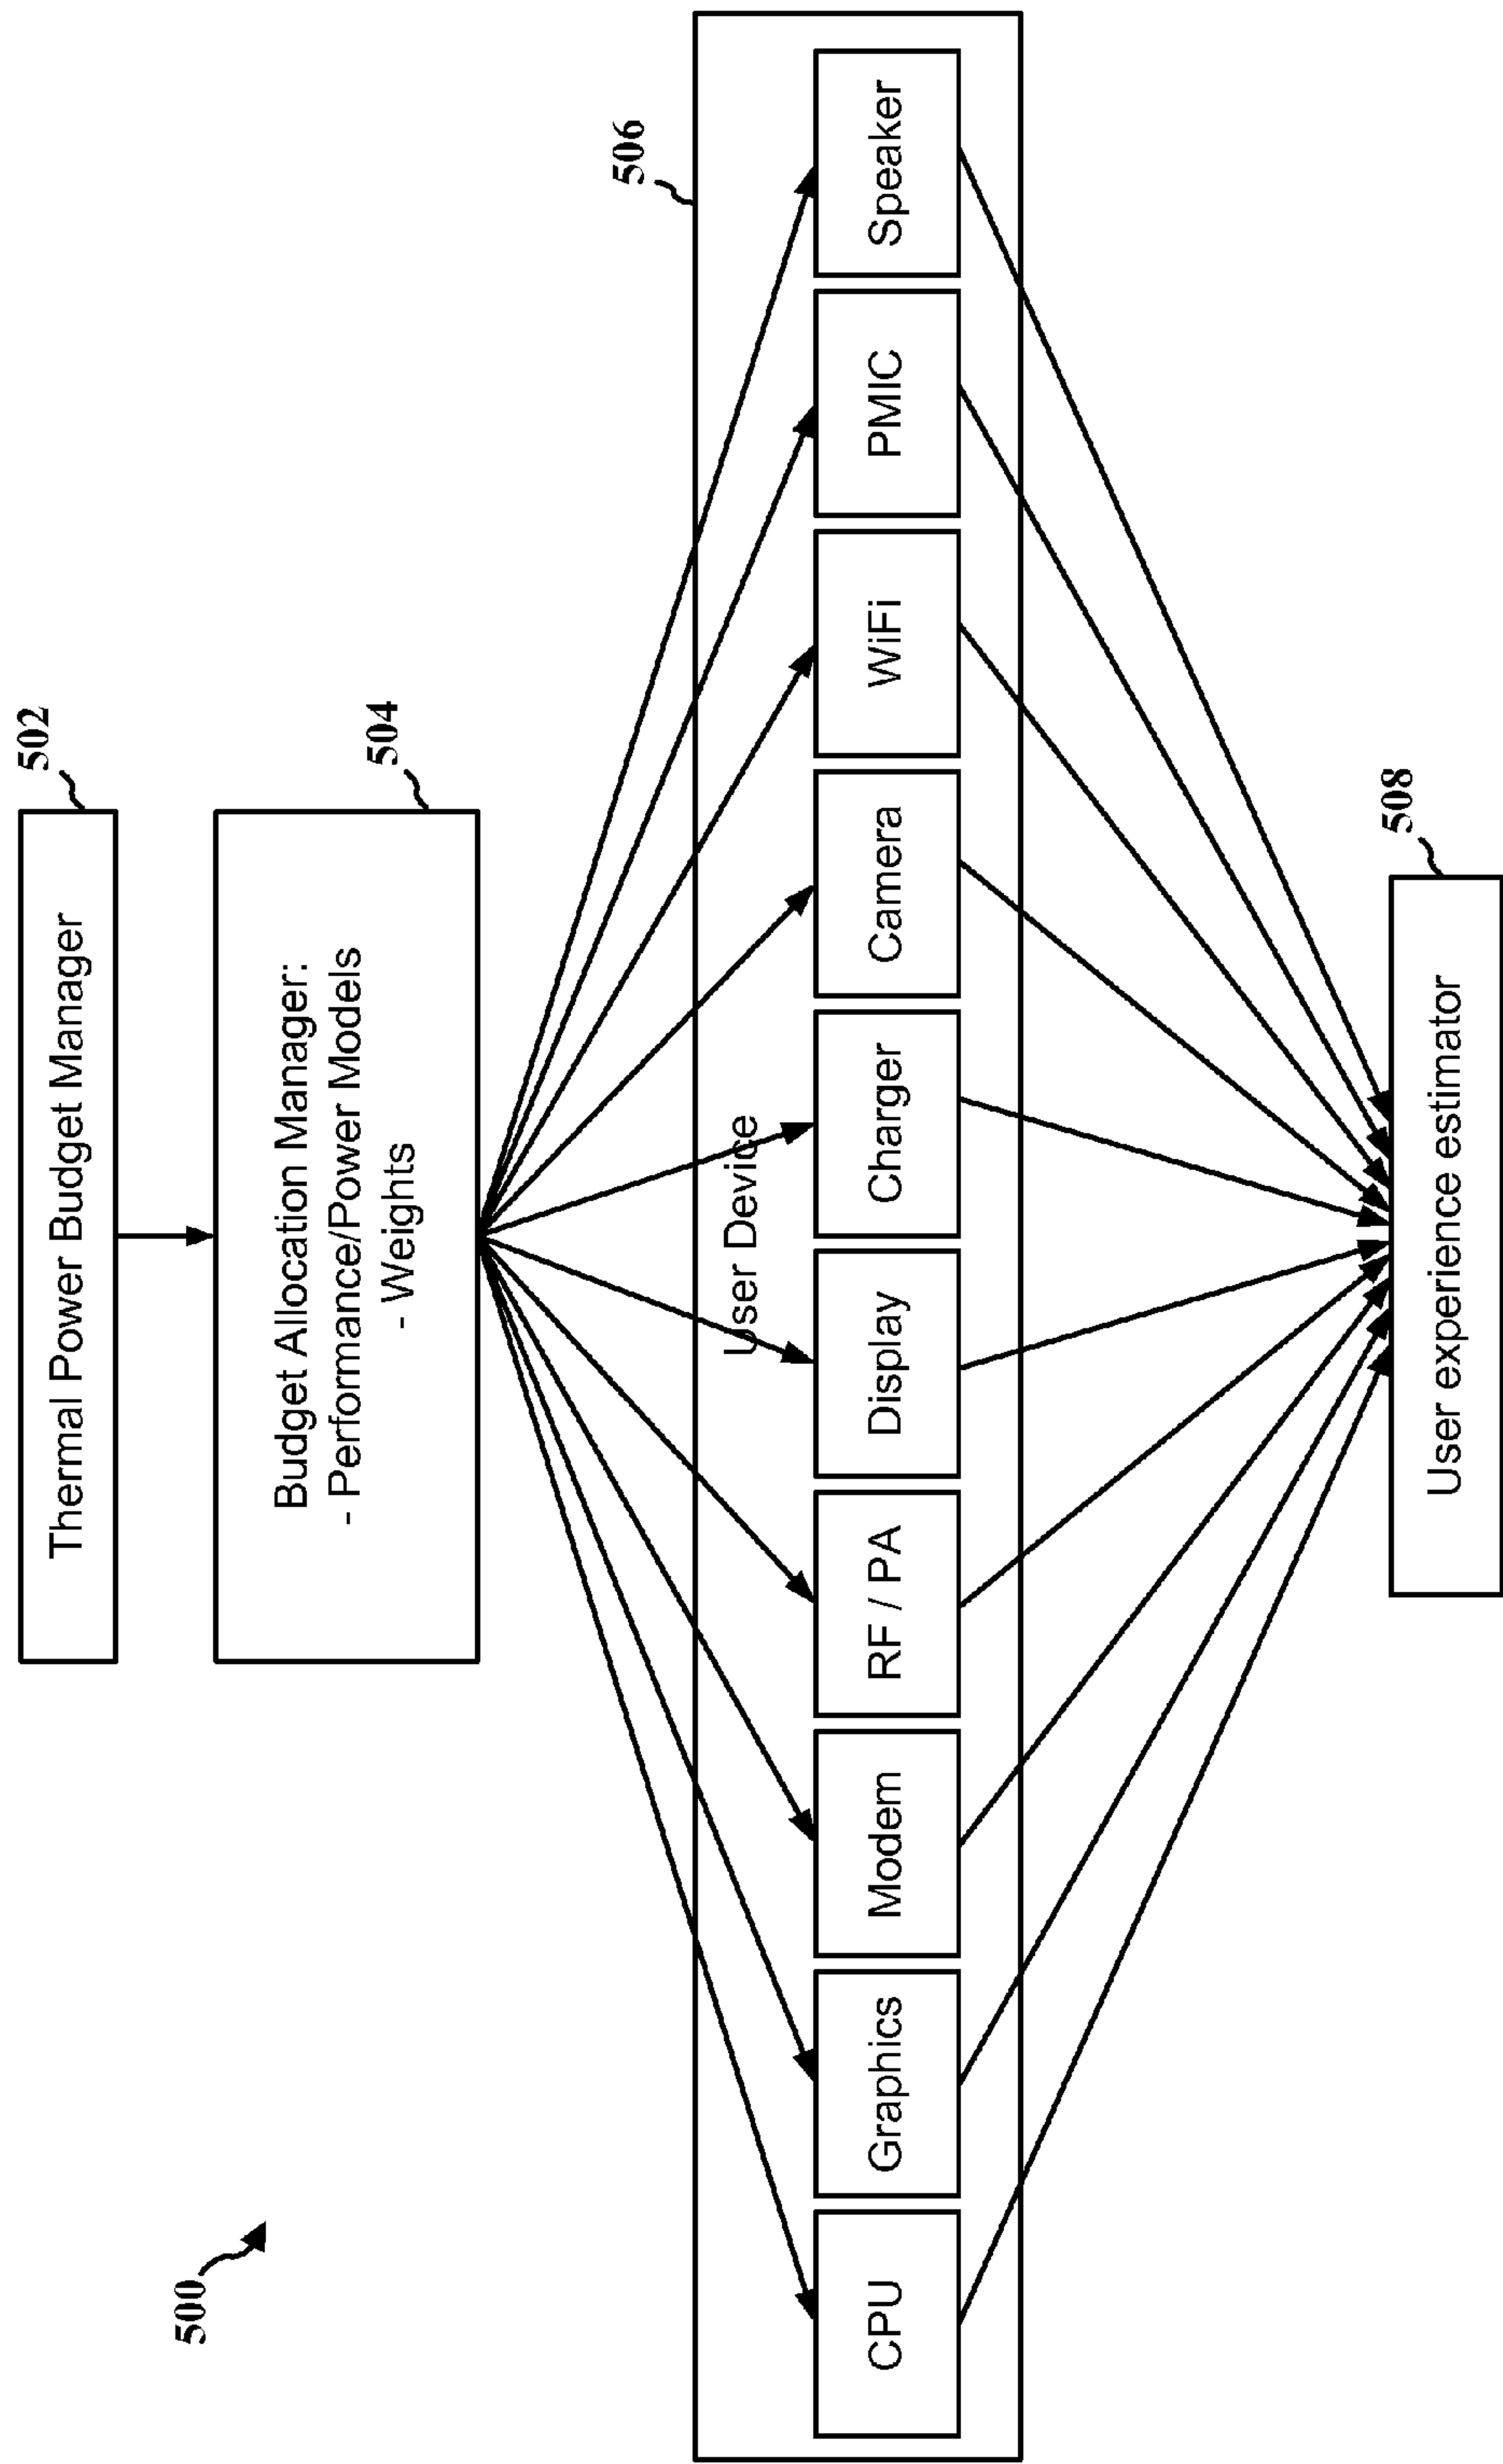 500
Thermal Power Budget Manager
502
Budget Allocation Manager:
- Performance/Power Models
- Weights
504
506
User Device
CPU
Graphics
Modem
RF / PA
Display
Charger
Camera
WiFi
PMIC
Speaker
User experience estimator
508